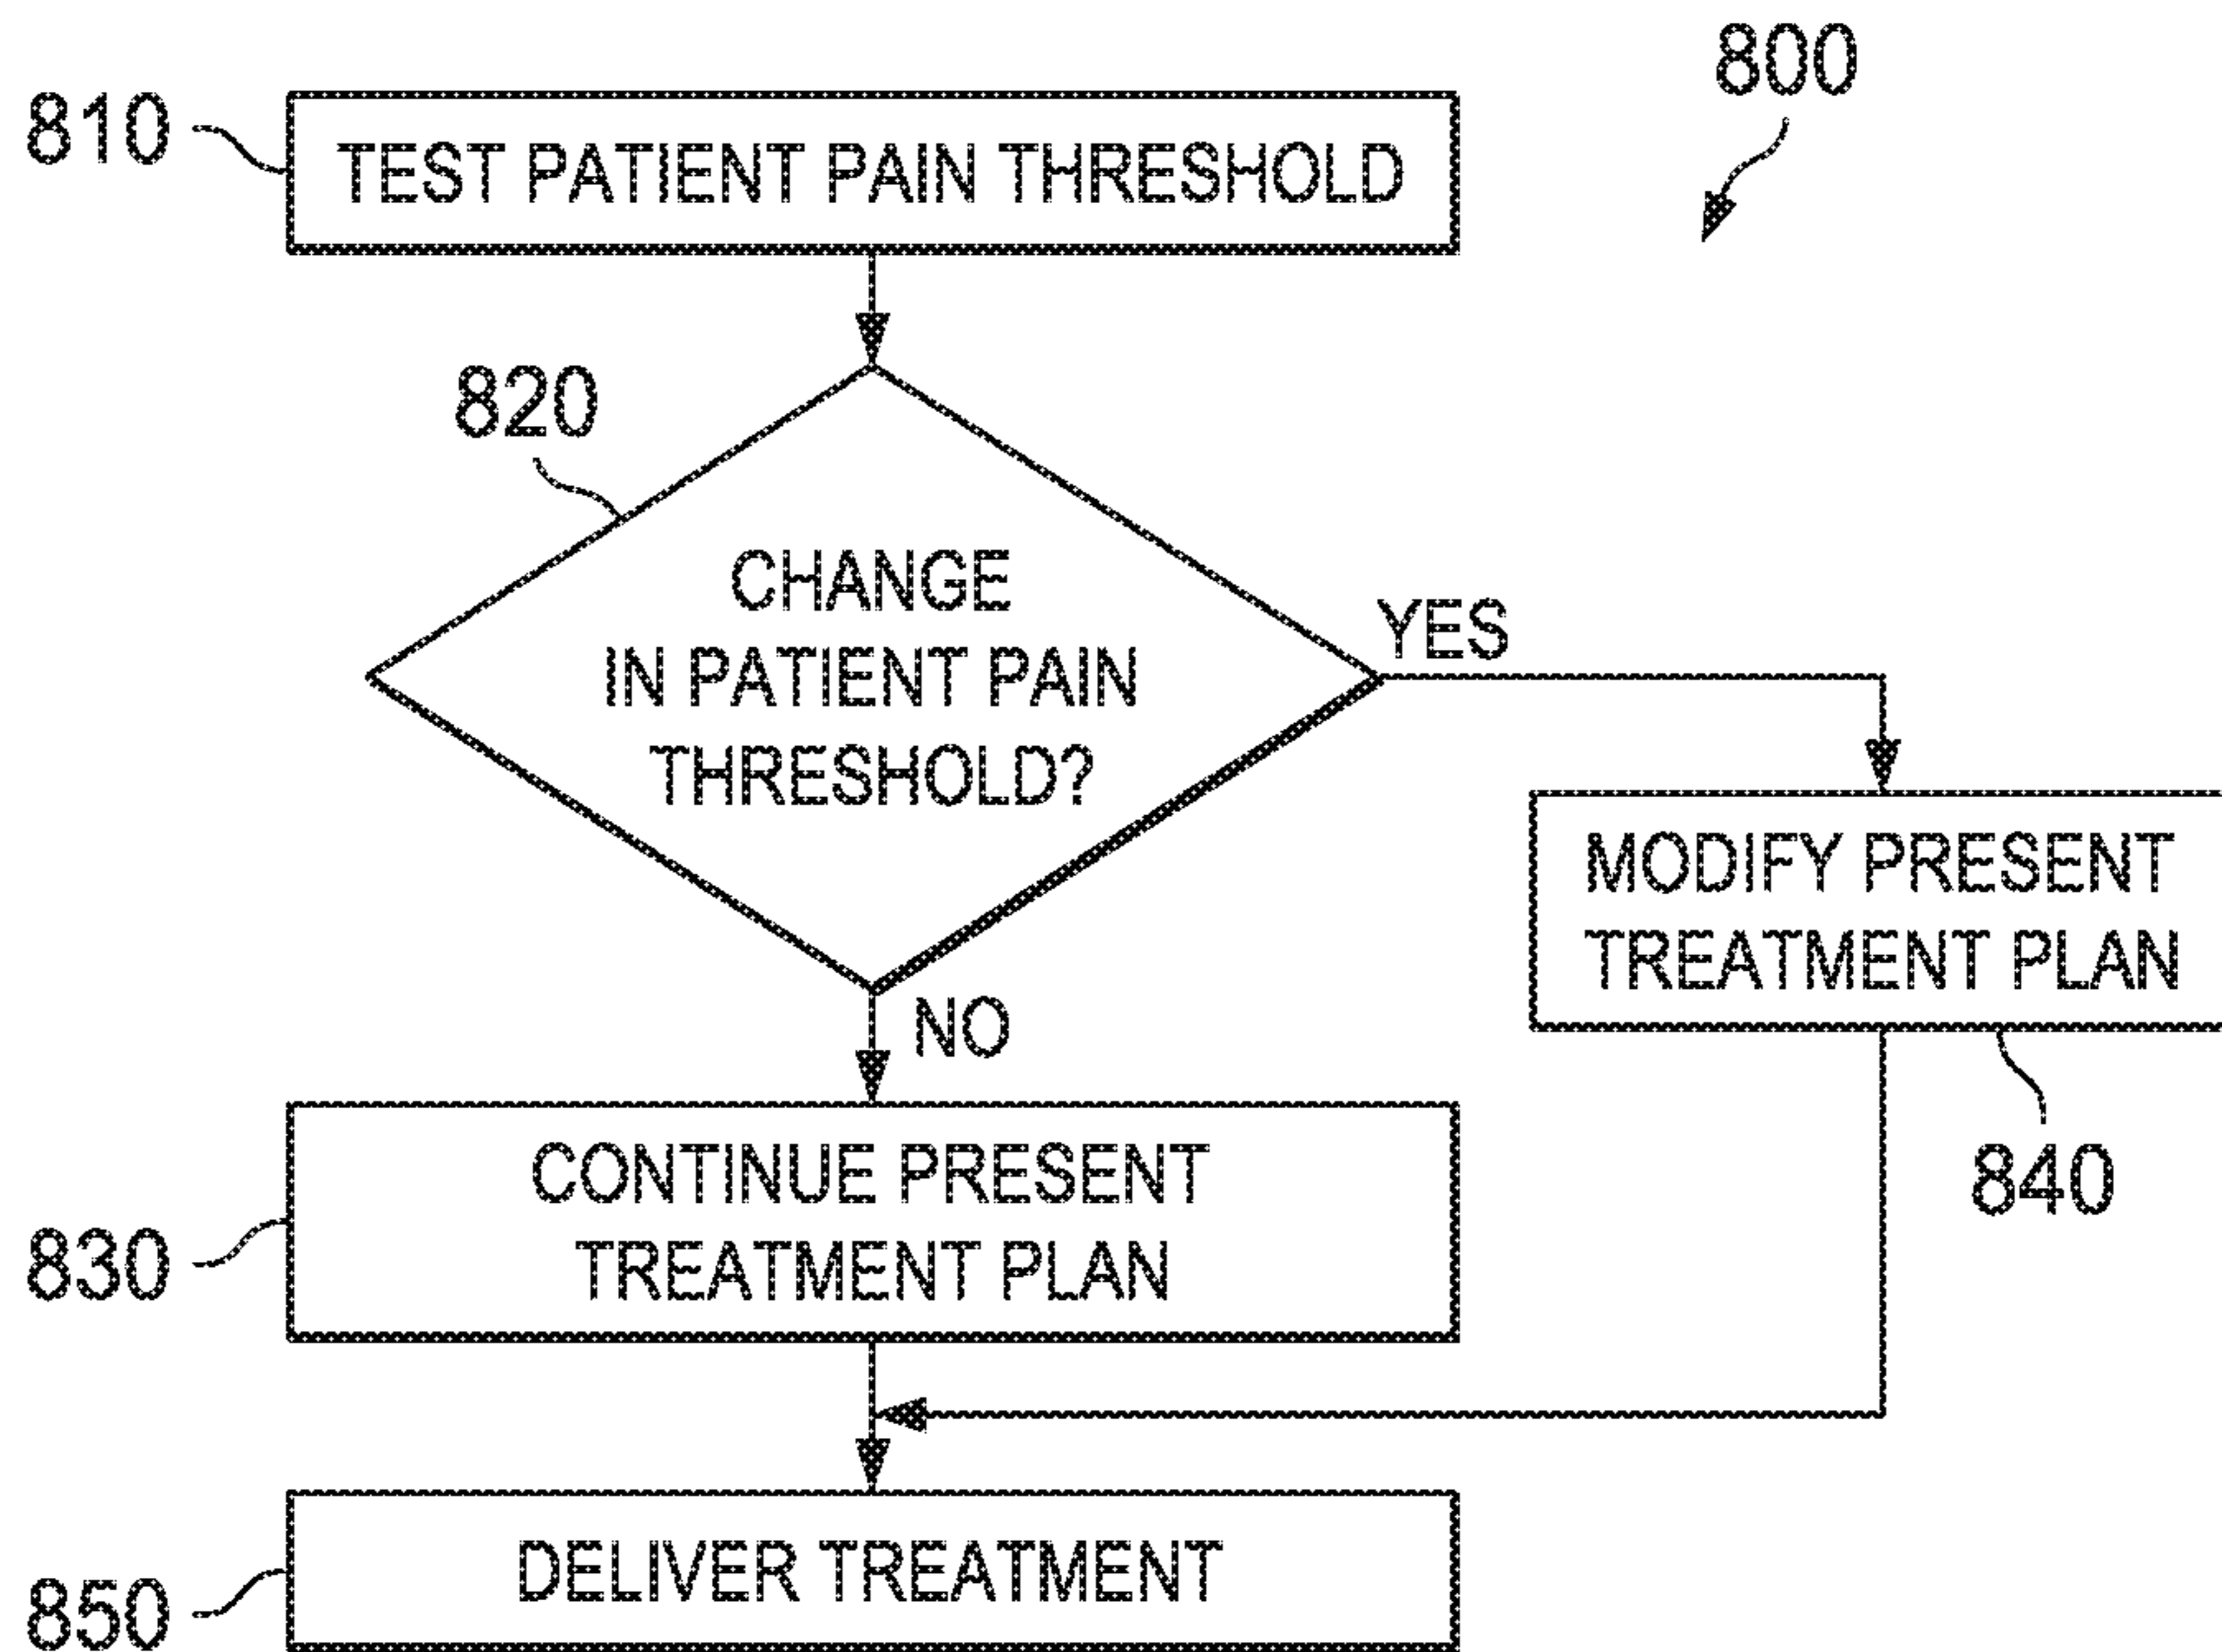 800
810
TEST PATIENT PAIN THRESHOLD
820
CHANGE
IN PATIENT PAIN
THRESHOLD?
YES
MODIFY PRESENT
TREATMENT PLAN
840
NO
CONTINUE PRESENT
TREATMENT PLAN
830
DELIVER TREATMENT
850